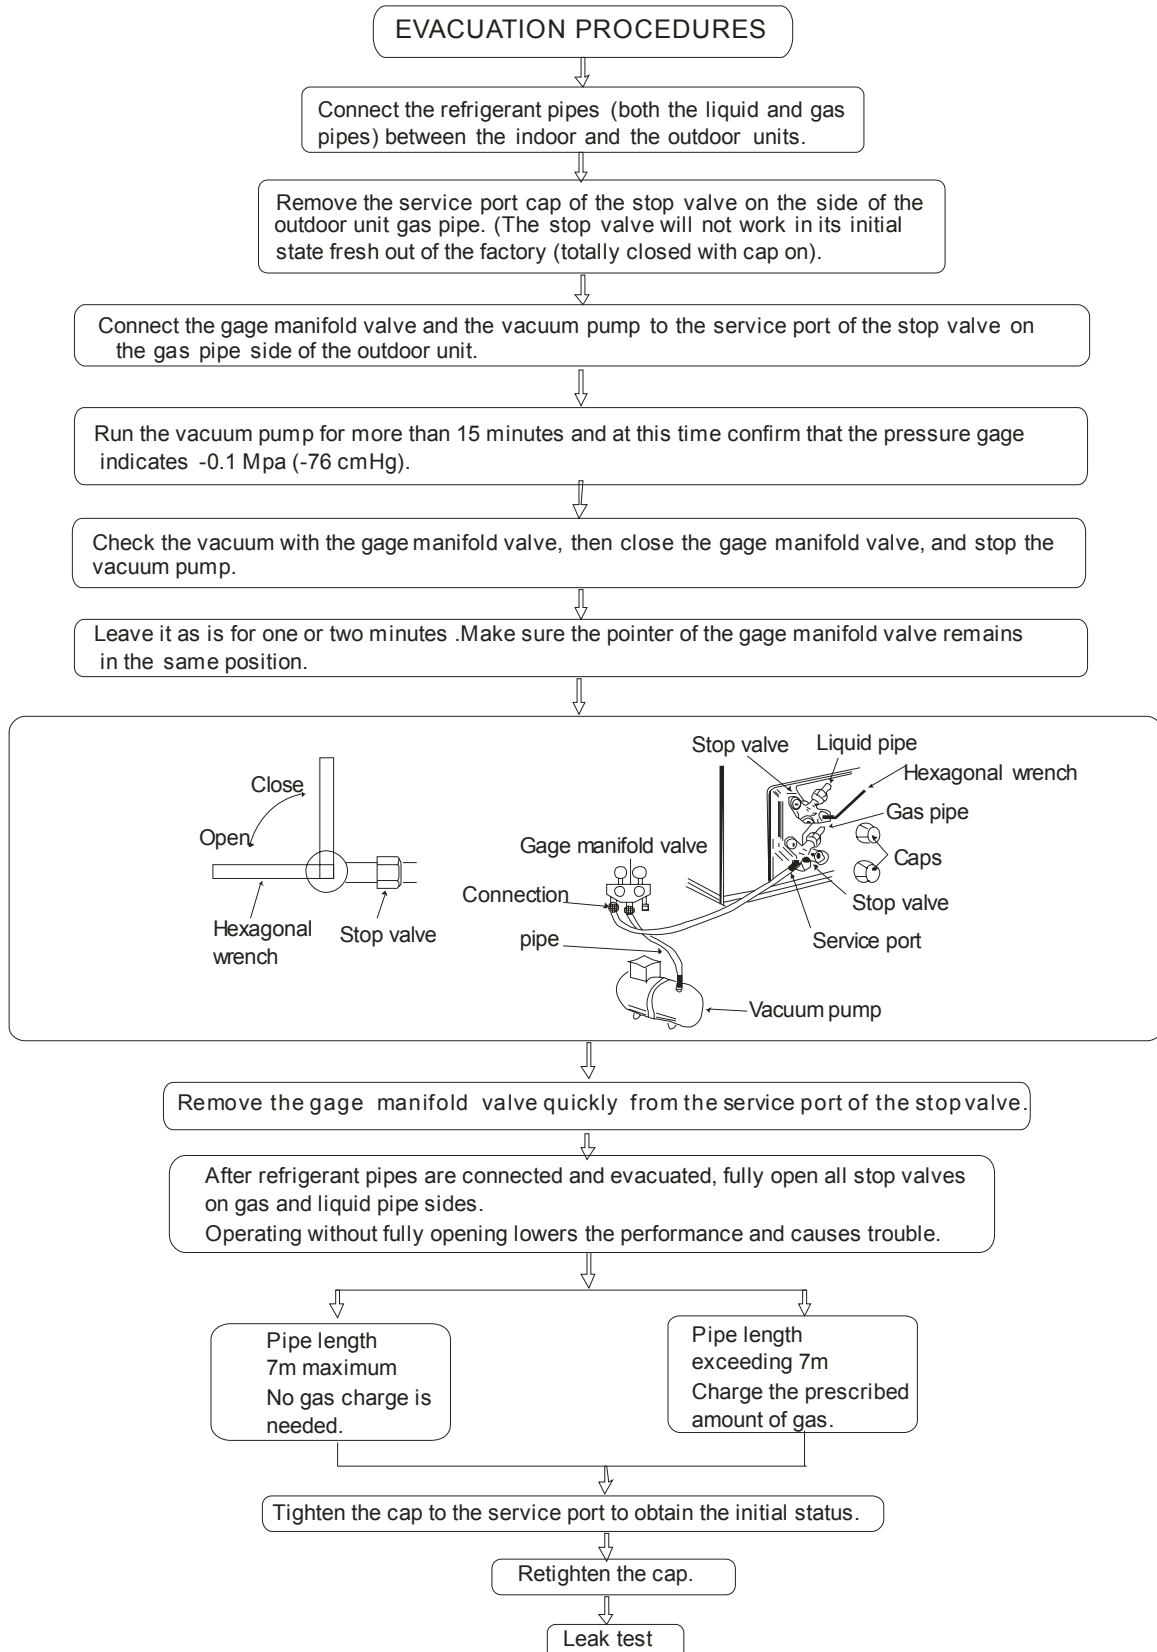 EVACUATION PROCEDURES
Connect the refrigerant pipes (both the liquid and gas
pipes) between the indoor and the outdoor units.
Remove the service port cap of the stop valve on the side of the
outdoor unit gas pipe. (The stop valve will not work in its initial
state fresh out of the factory (totally closed with cap on).
Connect the gage manifold valve and the vacuum pump to the service port of the stop valve on
the gas pipe side of the outdoor unit.
Run the vacuum pump for more than 15 minutes and at this time confirm that the pressure gage
indicates -0.1 Mpa (-76 cmHg).
Check the vacuum with the gage manifold valve, then close the gage manifold valve, and stop the
vacuum pump.
Leave it as is for one or two minutes .Make sure the pointer of the gage manifold valve remains
in the same position.
Close
Open
Hexagonal
wrench
Stop valve
Gage manifold valve
Connection
pipe
Stop valve
Liquid pipe
Hexagonal wrench
Gas pipe
Caps
Stop valve
Service port
Vacuum pump
Remove the gage manifold valve quickly from the service port of the stop valve.
After refrigerant pipes are connected and evacuated, fully open all stop valves
on gas and liquid pipe sides.
Operating without fully opening lowers the performance and causes trouble.
Pipe length
7m maximum
No gas charge is
needed.
Pipe length
exceeding 7m
Charge the prescribed
amount of gas.
Tighten the cap to the service port to obtain the initial status.
Retighten the cap.
Leak test